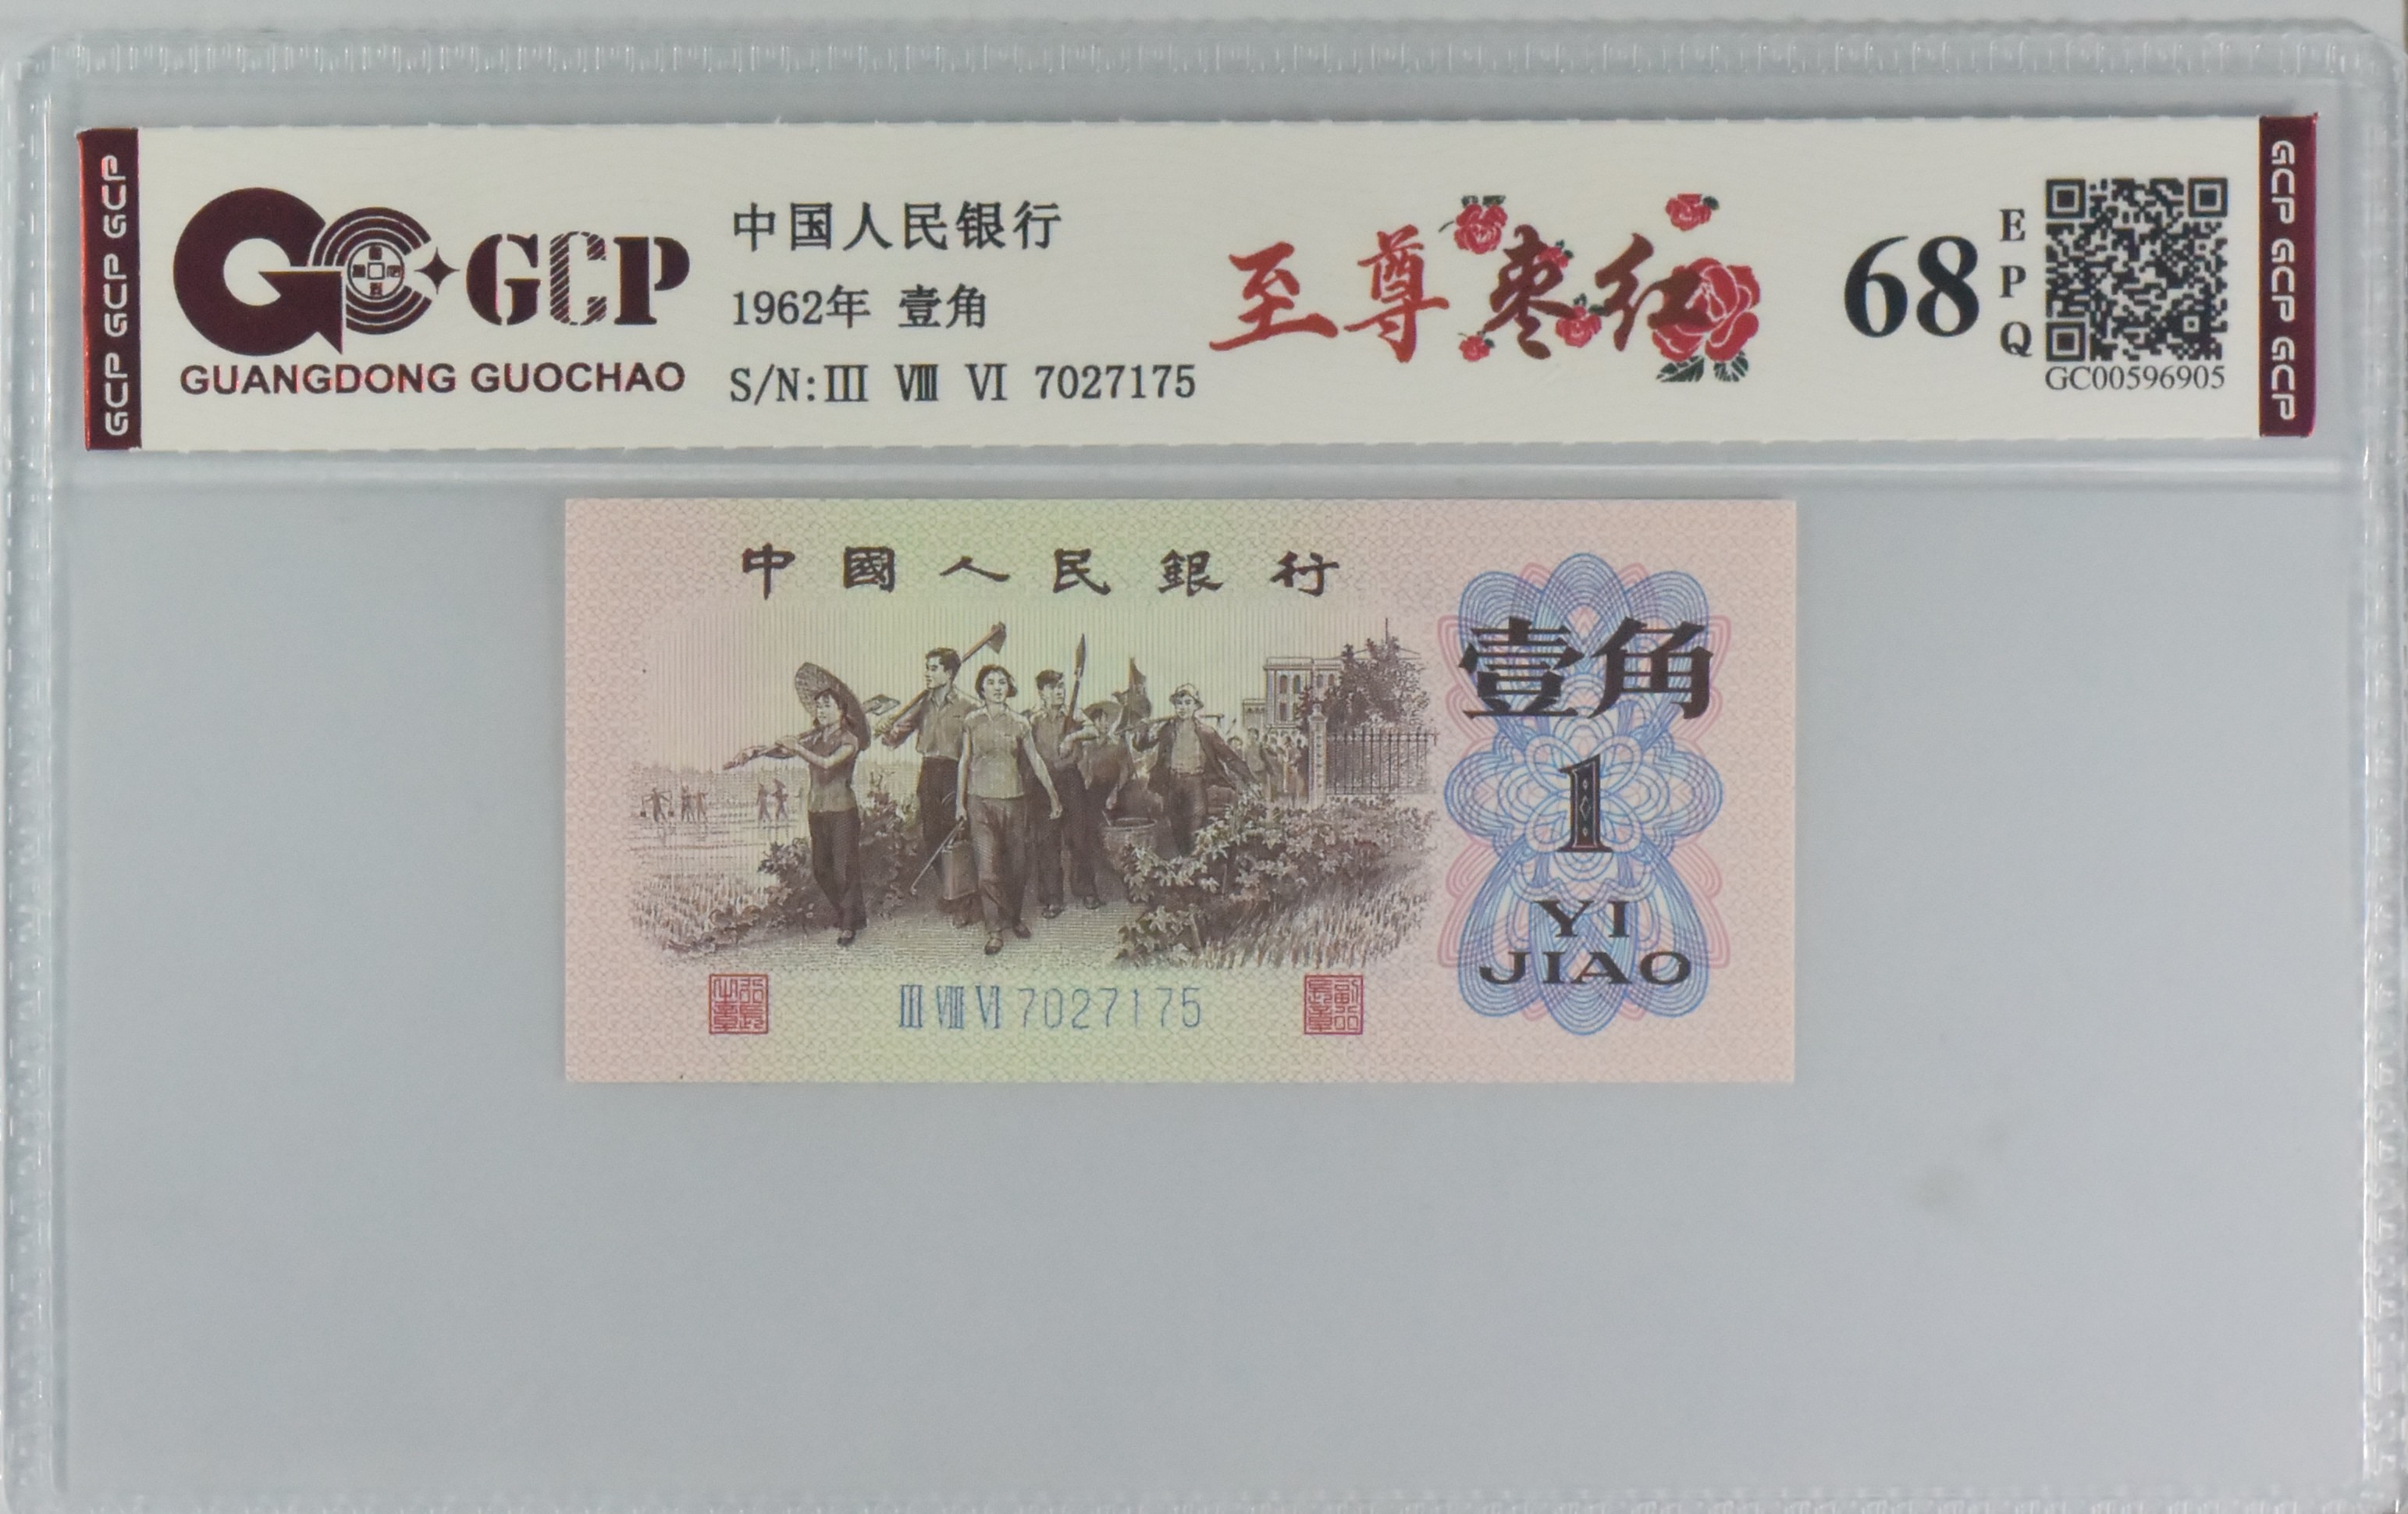 GCP GCP GCP
GCP
GUANGDONG GUOCHAO
中国人民银行
1962年 壹角
S/N:Ⅲ Ⅷ Ⅵ 7027175
至尊枣红
68
EPQ
GC00596905
GCP GCP GCP
中國人民銀行
壹角
1
YI
JIAO
Ⅲ Ⅷ Ⅵ 7027175